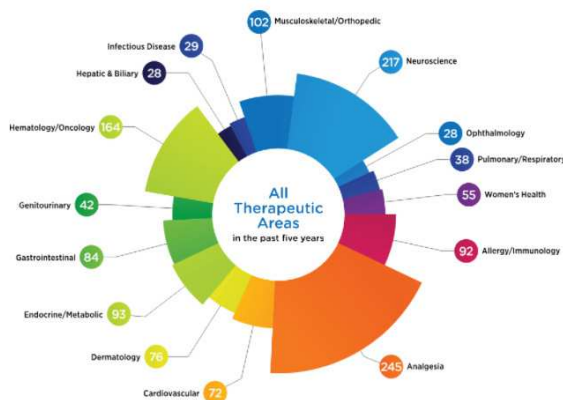 102 Musculoskeletal/Orthopedic
29 Infectious Disease
217 Neuroscience
28 Hepatic & Biliary
164 Hematology/Oncology
28 Ophthalmology
38 Pulmonary/Respiratory
55 Women's Health
42 Genitourinary
All
Therapeutic
Areas
in the past five years
92 Allergy/Immunology
84 Gastrointestinal
93 Endocrine/Metabolic
76 Dermatology
245 Analgesia
72 Cardiovascular